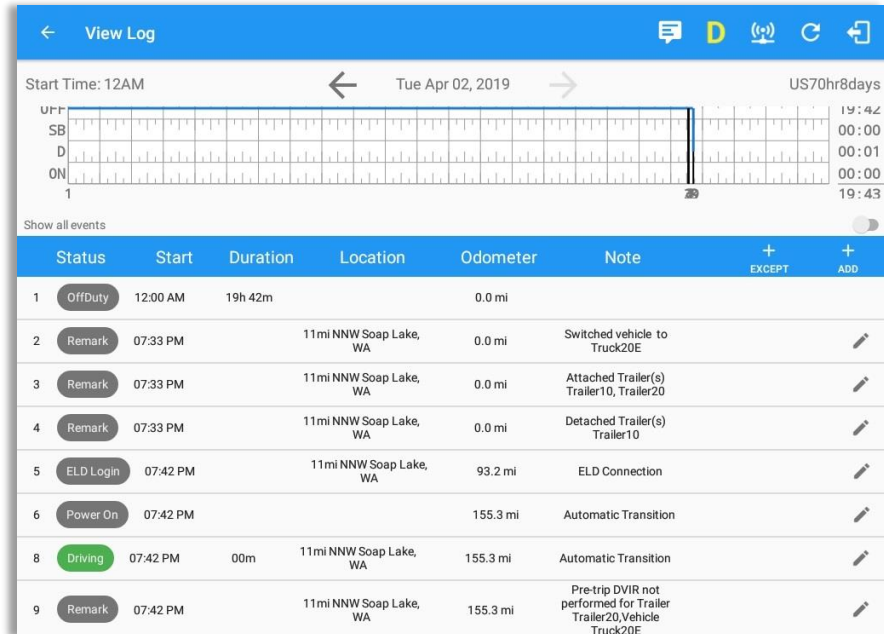 View Log
D
Start Time: 12AM
Tue Apr 02, 2019
US70hr8days
OFF
19:42
SB
00:00
D
00:01
ON
00:00
1
19:43
Show all events
Status Start Duration Location Odometer Note + EXCEPT + ADD
1 OffDuty 12:00 AM 19h 42m 0.0 mi
2 Remark 07:33 PM 11mi NNW Soap Lake, WA 0.0 mi Switched vehicle to Truck20E
3 Remark 07:33 PM 11mi NNW Soap Lake, WA 0.0 mi Attached Trailer(s) Trailer10, Trailer20
4 Remark 07:33 PM 11mi NNW Soap Lake, WA 0.0 mi Detached Trailer(s) Trailer10
5 ELD Login 07:42 PM 11mi NNW Soap Lake, WA 93.2 mi ELD Connection
6 Power On 07:42 PM 155.3 mi Automatic Transition
8 Driving 07:42 PM 00m 11mi NNW Soap Lake, WA 155.3 mi Automatic Transition
9 Remark 07:42 PM 11mi NNW Soap Lake, WA 155.3 mi Pre-trip DVIR not performed for Trailer Trailer20,Vehicle Truck20E